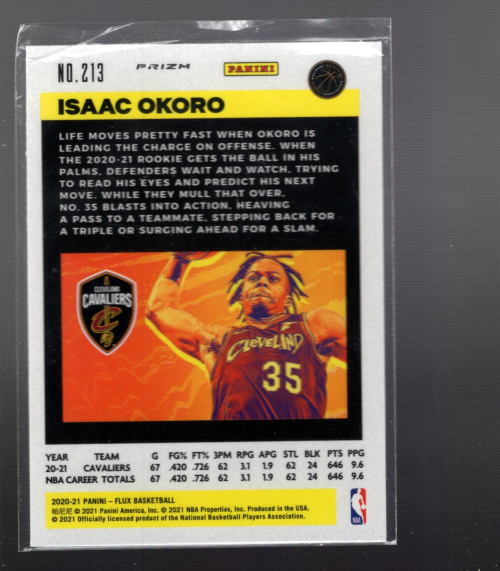 NO. 213 PRIZM PANINI
ISAAC OKORO
LIFE MOVES PRETTY FAST WHEN OKORO IS
LEADING THE CHARGE ON OFFENSE. WHEN
THE 2020-21 ROOKIE GETS THE BALL IN HIS
PALMS, DEFENDERS WAIT AND WATCH, TRYING
TO READ HIS EYES AND PREDICT HIS NEXT
MOVE. WHILE THEY MULL THAT OVER,
NO. 35 BLASTS INTO ACTION, HEAVING
A PASS TO A TEAMMATE, STEPPING BACK FOR
A TRIPLE OR SURGING AHEAD FOR A SLAM.
CLEVELAND
CAVALIERS
C
CLEVELAND
35
YEAR TEAM G FG% FT% 3PM RPG APG STL BLK PTS PPG
20-21 CAVALIERS 67 .420 .726 62 3.1 1.9 62 24 646 9.6
NBA CAREER TOTALS 67 .420 .726 62 3.1 1.9 62 24 646 9.6
2020-21 PANINI – FLUX BASKETBALL
帕尼尼 © 2021 Panini America, Inc. © 2021 NBA Properties, Inc. Produced in the USA.
© 2021 Officially licensed product of the National Basketball Players Association.
NBA